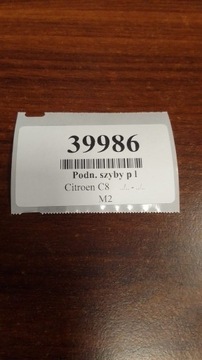 39986
Podn. szyby p l
Citroen C8
M2